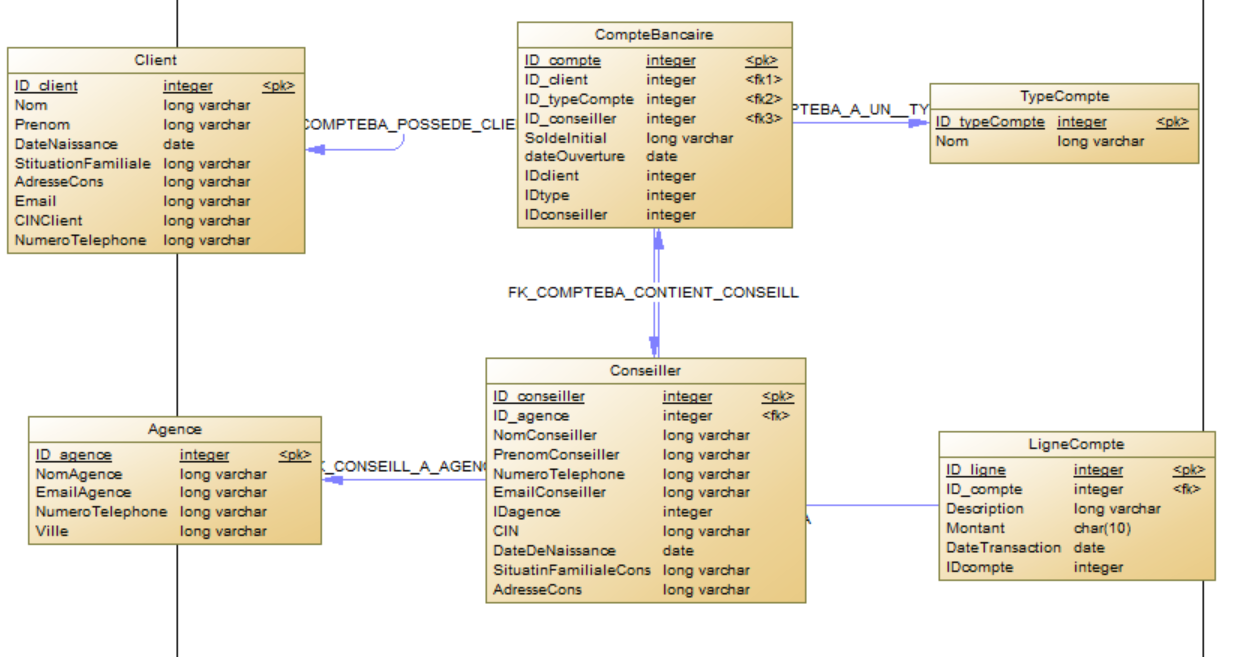 Client
ID_client integer <pk>
Nom long varchar
Prenom long varchar
DateNaissance date
StituationFamiliale long varchar
AdresseCons long varchar
Email long varchar
CINClient long varchar
NumeroTelephone long varchar
COMPTEBA_POSSEDE_CLIE
CompteBancaire
ID_compte integer <pk>
ID_client integer <fk1>
ID_typeCompte integer <fk2>
ID_conseiller integer <fk3>
SoldeInitial long varchar
dateOuverture date
IDclient integer
IDtype integer
IDconseiller integer
PTEBA_A_UN__TY
TypeCompte
ID_typeCompte integer <pk>
Nom long varchar
FK_COMPTEBA_CONTIENT_CONSEILL
Agence
ID_agence integer <pk>
NomAgence long varchar
EmailAgence long varchar
NumeroTelephone long varchar
Ville long varchar
K_CONSEILL_A_AGEN
Conseiller
ID_conseiller integer <pk>
ID_agence integer <fk>
NomConseiller long varchar
PrenomConseiller long varchar
NumeroTelephone long varchar
EmailConseiller long varchar
IDagence integer
CIN long varchar
DateDeNaissance date
SituatinFamilialeCons long varchar
AdresseCons long varchar
LigneCompte
ID_ligne integer <pk>
ID_compte integer <fk>
Description long varchar
Montant char(10)
DateTransaction date
IDcompte integer